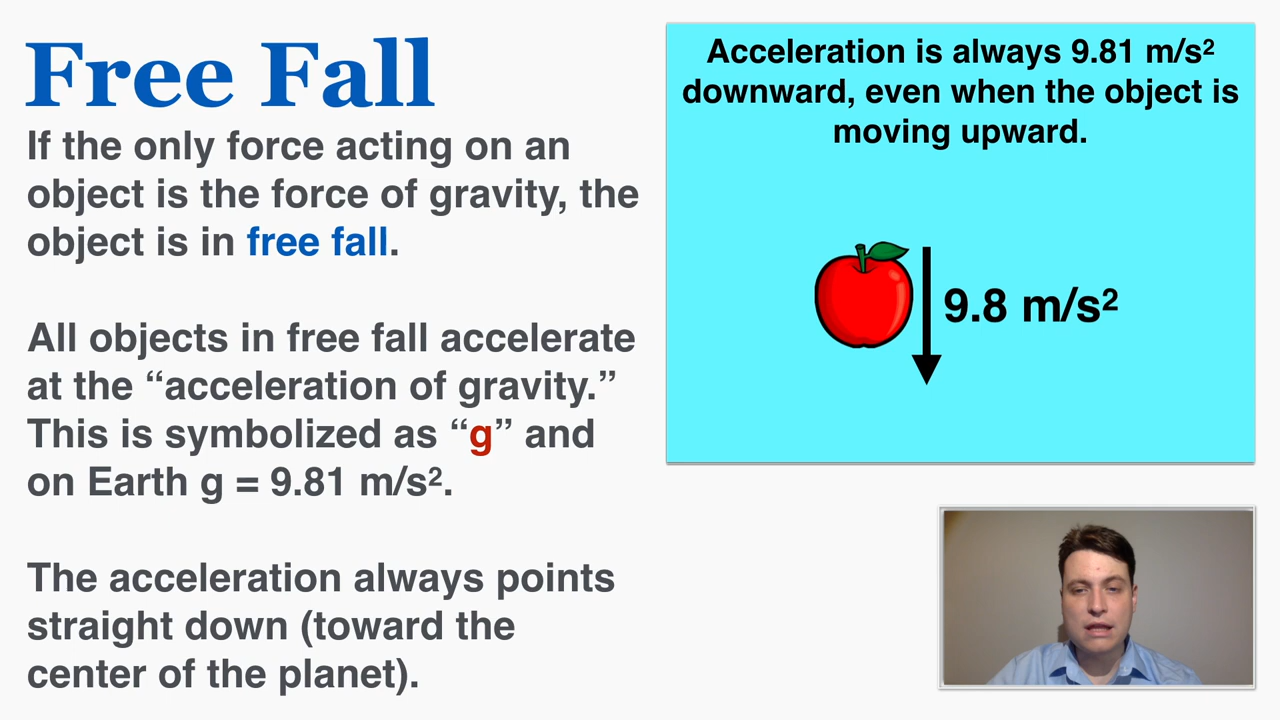 Free Fall
If the only force acting on an
object is the force of gravity, the
object is in free fall.
All objects in free fall accelerate
at the “acceleration of gravity.”
This is symbolized as “g” and
on Earth g = 9.81 m/s².
The acceleration always points
straight down (toward the
center of the planet).
Acceleration is always 9.81 m/s²
downward, even when the object is
moving upward.
9.8 m/s²